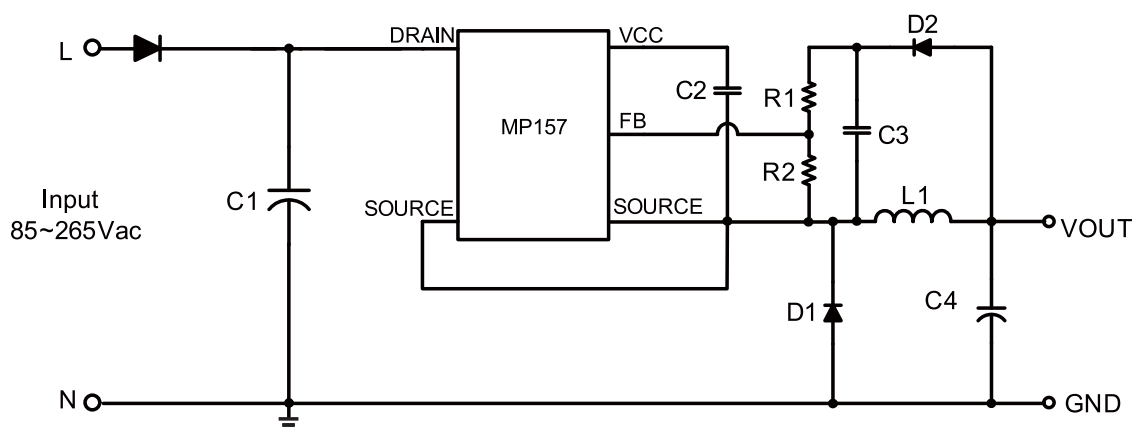 L
DRAIN
VCC
D2
C2
R1
MP157
FB
C3
R2
Input
85~265Vac
C1
SOURCE
SOURCE
L1
VOUT
D1
C4
N
GND